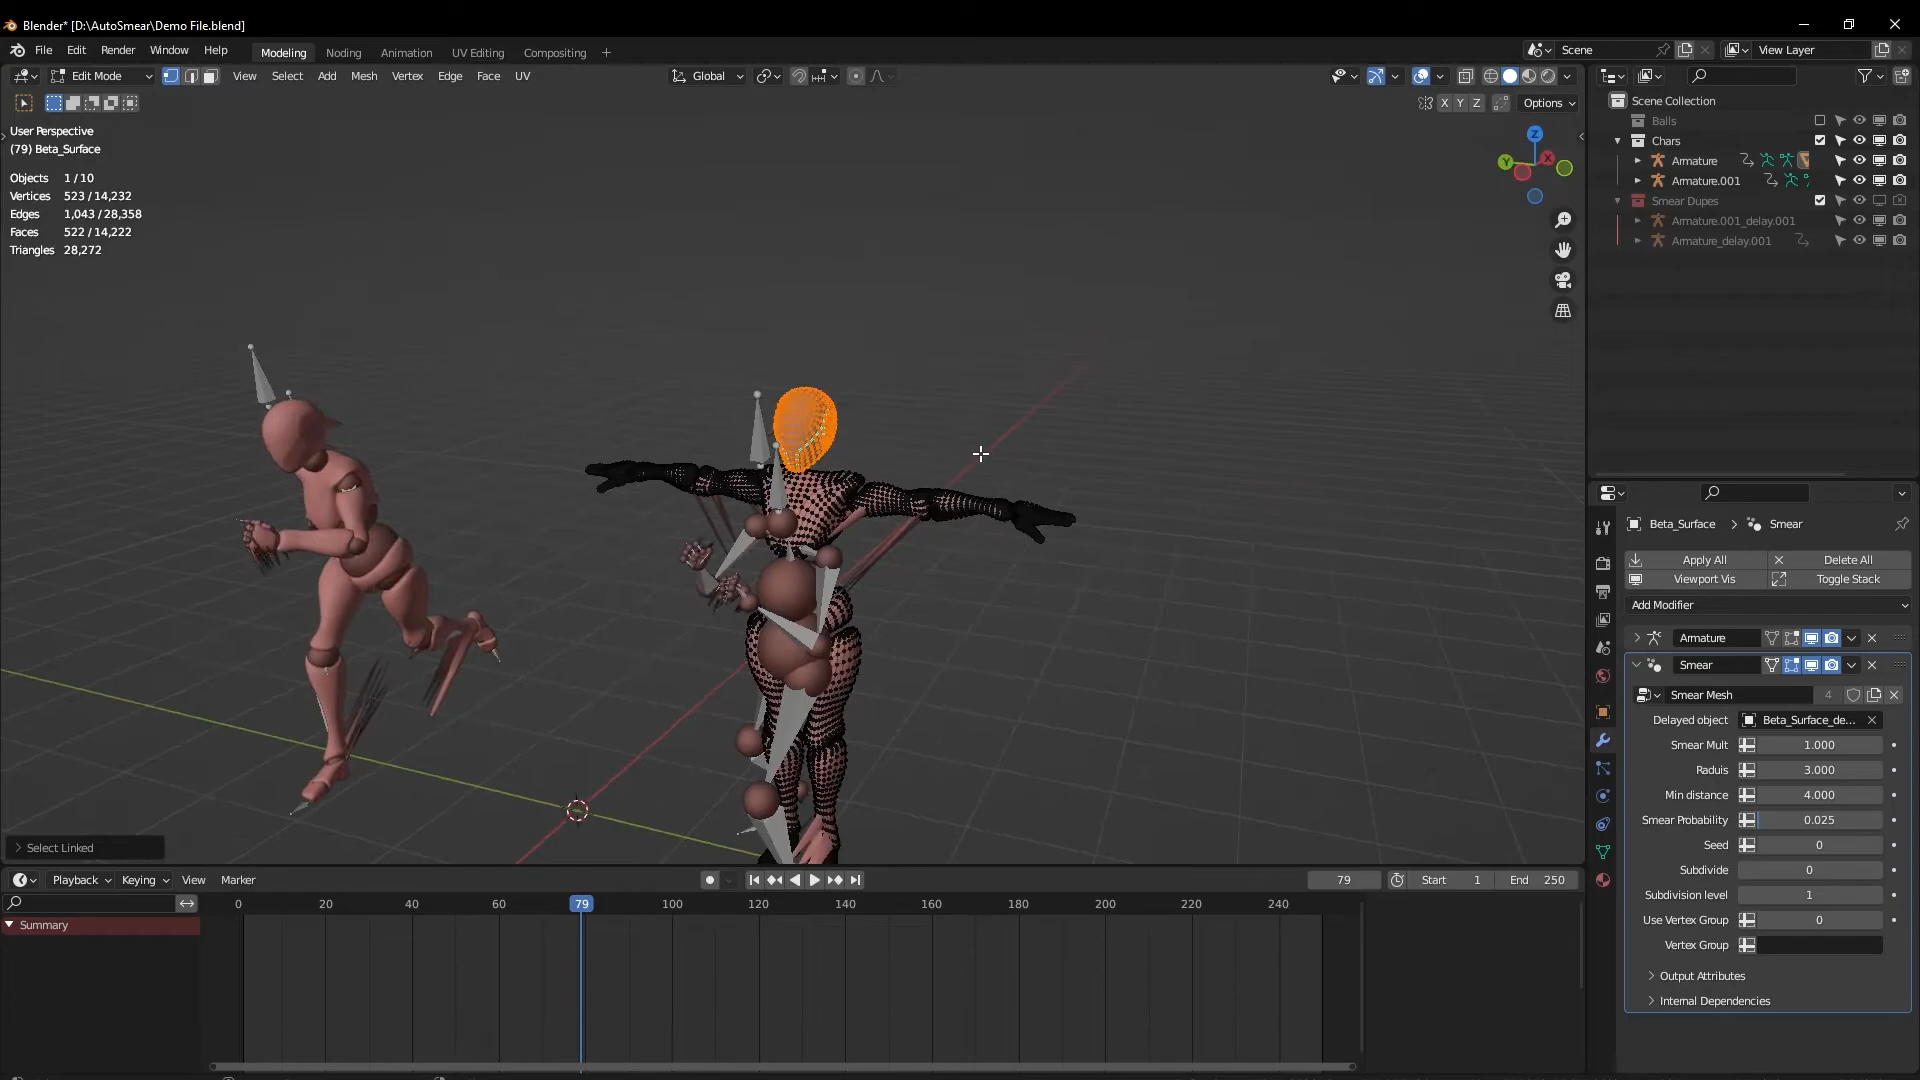 Blender* [D:\AutoSmear\Demo File.blend]
File Edit Render Window Help Modeling Noding Animation UV Editing Compositing + Scene View Layer
Edit Mode View Select Add Mesh Vertex Edge Face UV Global
X Y Z Options
User Perspective
(79) Beta_Surface
Objects 1 / 10
Vertices 523 / 14,232
Edges 1,043 / 28,358
Faces 522 / 14,222
Triangles 28,272
Z
Y X
Select Linked
Scene Collection
Balls
Chars
Armature
Armature.001
Smear Dupes
Armature.001_delay.001
Armature_delay.001
Beta_Surface > Smear
Apply All Delete All
Viewport Vis Toggle Stack
Add Modifier
Armature
Smear
Smear Mesh 4
Delayed object Beta_Surface_de...
Smear Mult 1.000
Raduis 3.000
Min distance 4.000
Smear Probability 0.025
Seed 0
Subdivide 0
Subdivision level 1
Use Vertex Group 0
Vertex Group
Output Attributes
Internal Dependencies
Playback Keying View Marker 79 Start 1 End 250
0 20 40 60 79 100 120 140 160 180 200 220 240
Summary